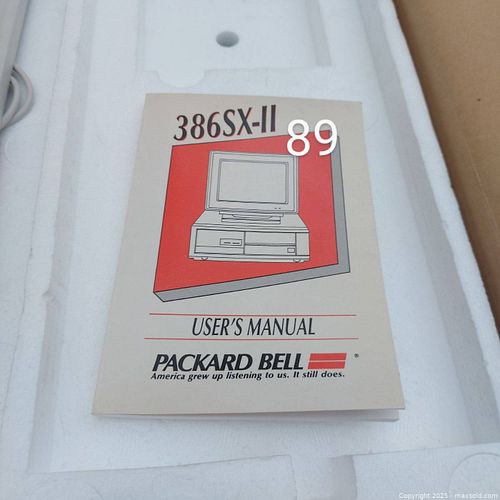 386SX-II
89
USER'S MANUAL
PACKARD BELL ®
America grew up listening to us. It still does.
Copyright 2025 - maxsold.com